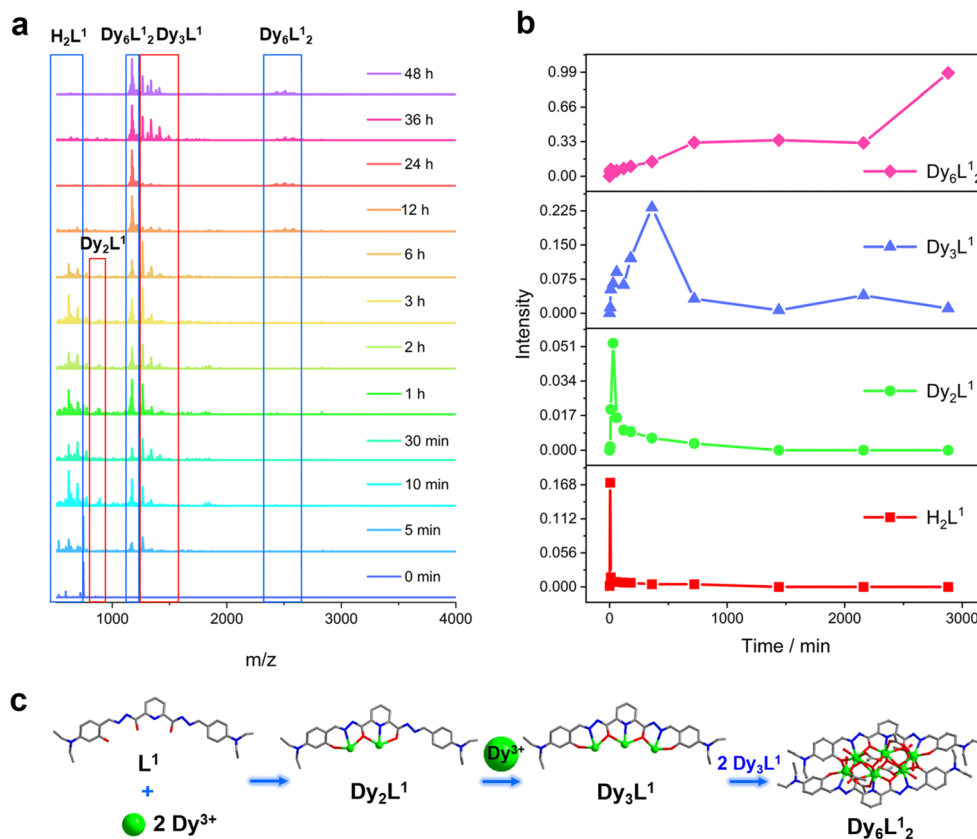 a
H₂L¹ Dy₆L¹₂ Dy₃L¹ Dy₆L¹₂
48 h
36 h
24 h
12 h
Dy₂L¹
6 h
3 h
2 h
1 h
30 min
10 min
5 min
0 min
1000 2000 3000 4000
m/z
b
0.99
0.66
0.33
0.00
Dy₆L¹₂
0.225
0.150
0.075
0.000
Dy₃L¹
Intensity
0.051
0.034
0.017
0.000
Dy₂L¹
0.168
0.112
0.056
0.000
H₂L¹
0 1000 2000 3000
Time / min
c
L¹
+
2 Dy³⁺
Dy₂L¹
Dy³⁺
Dy₃L¹
2 Dy₃L¹
Dy₆L¹₂